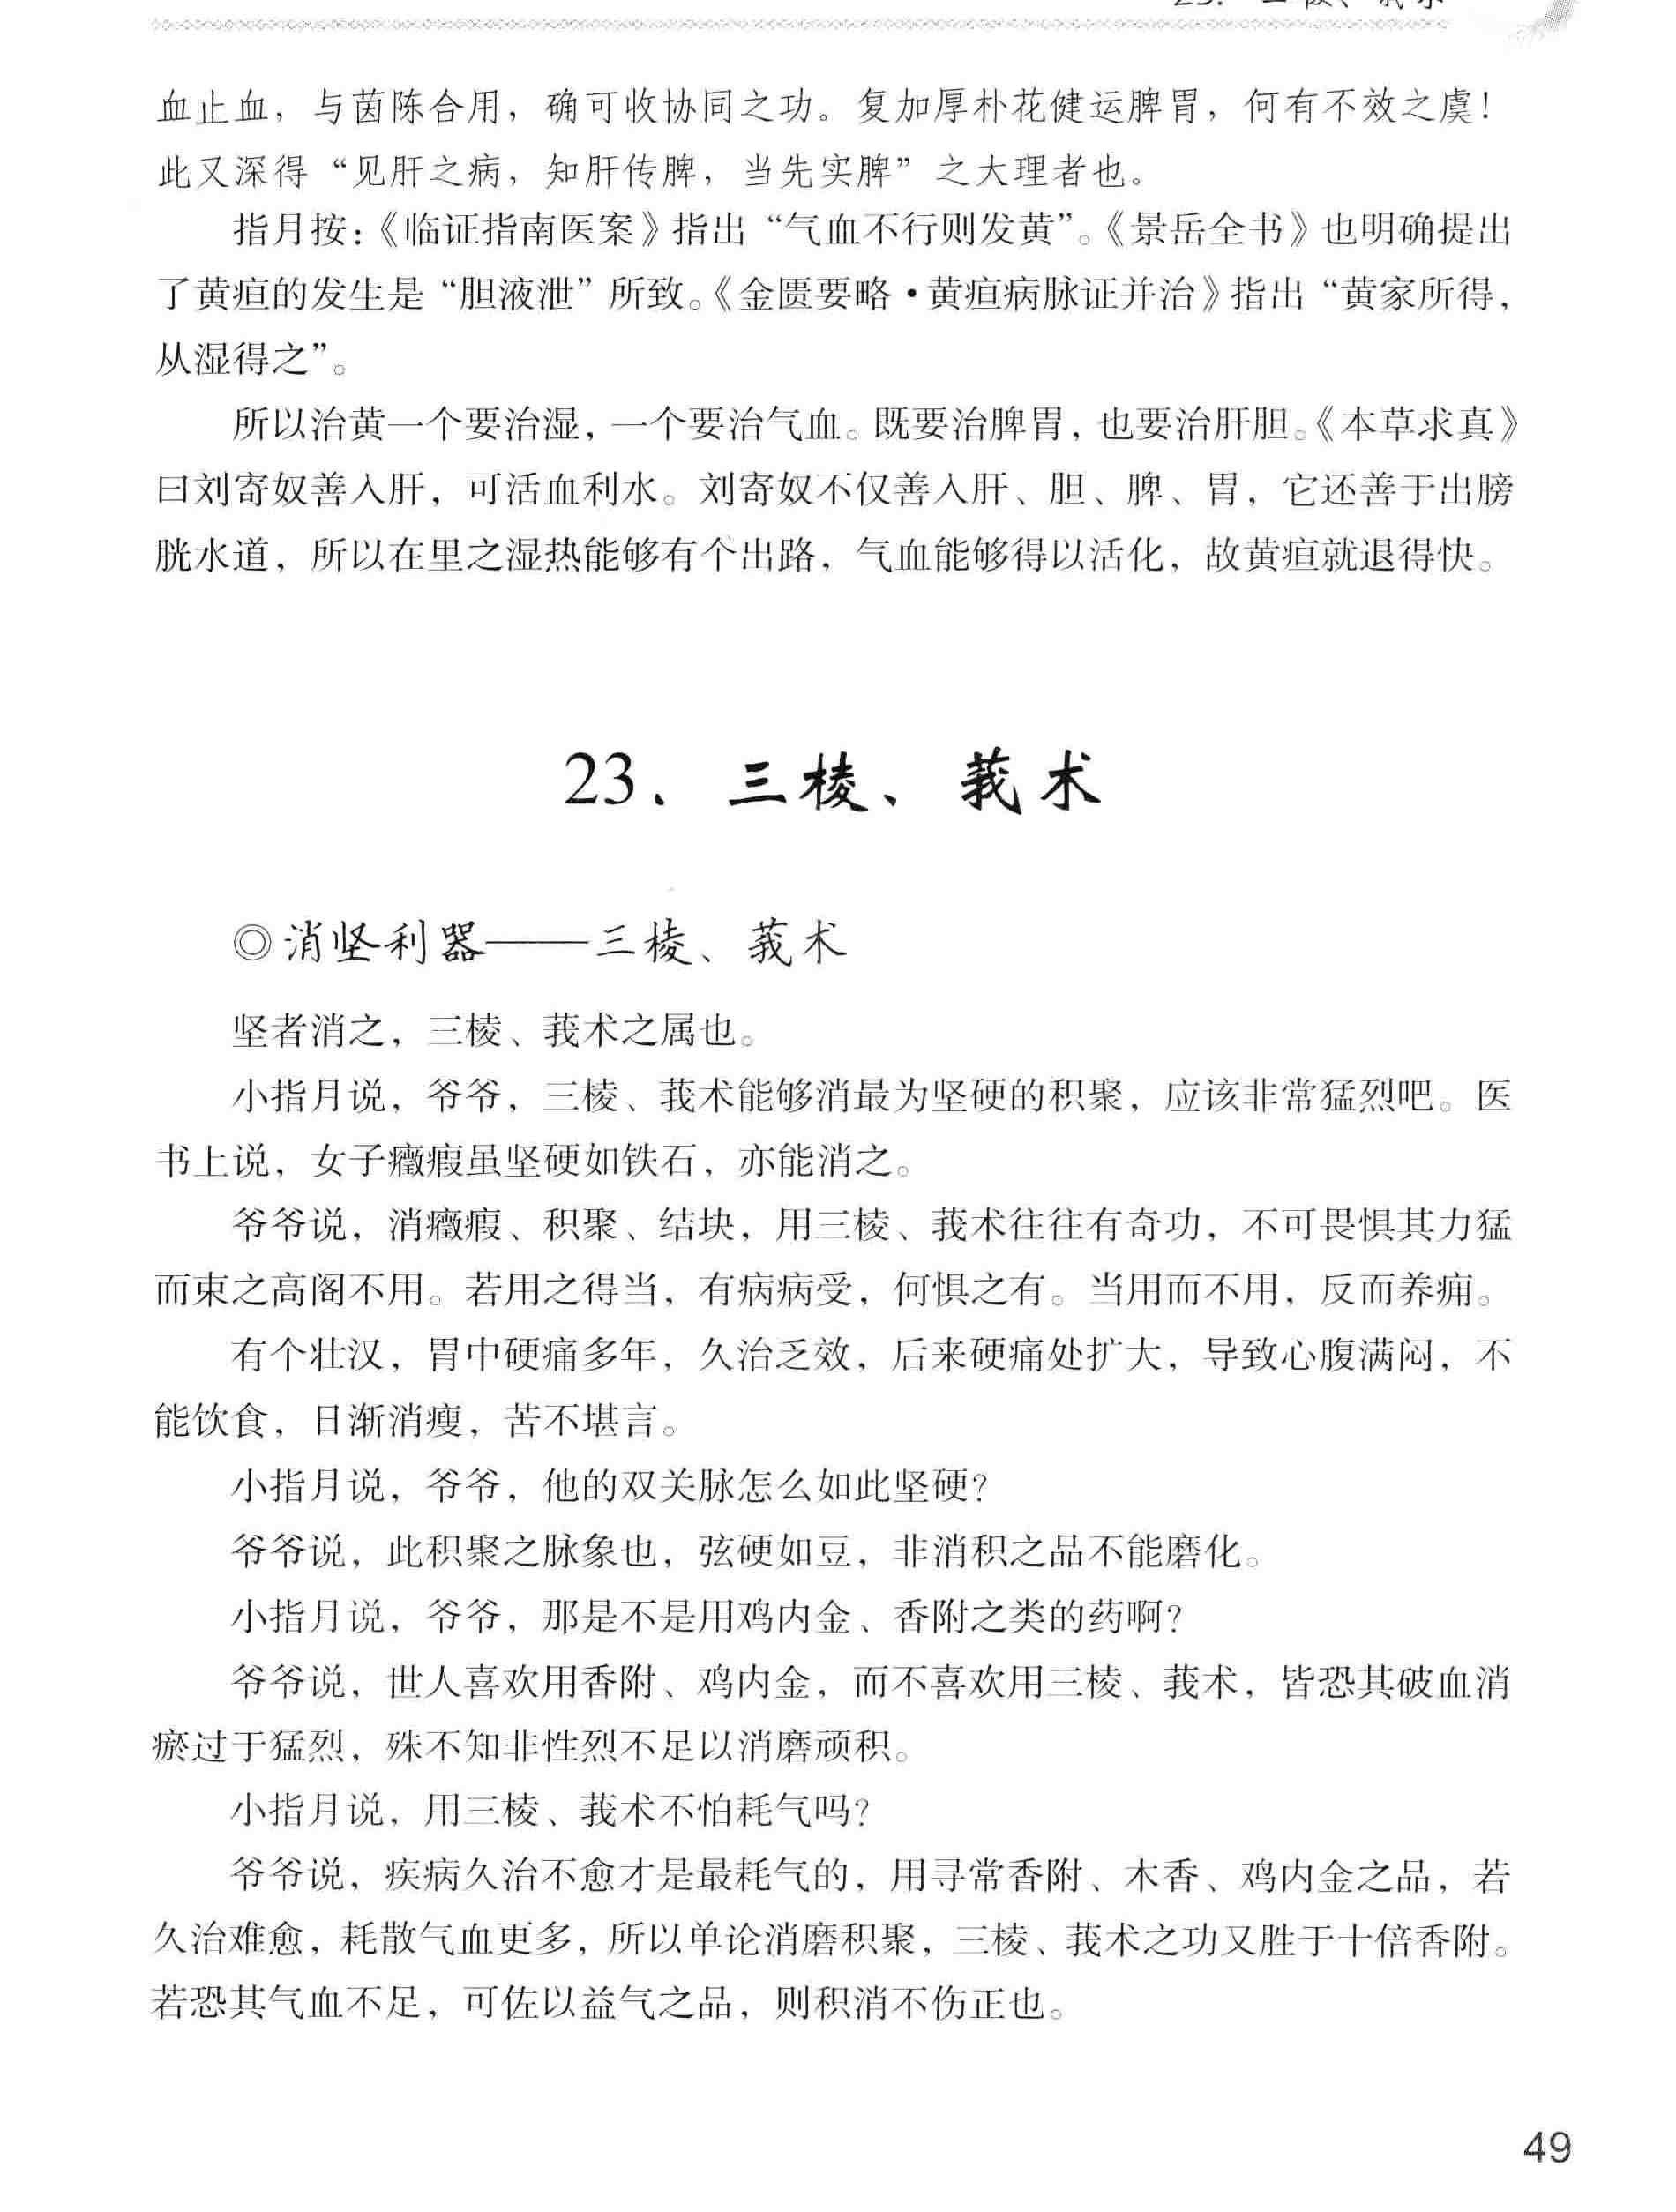 血止血，与茵陈合用，确可收协同之功。复加厚朴花健运脾胃，何有不效之虞！
此又深得“见肝之病，知肝传脾，当先实脾”之大理者也。
指月按：《临证指南医案》指出“气血不行则发黄”。《景岳全书》也明确提出
了黄疸的发生是“胆液泄”所致。《金匮要略·黄疸病脉证并治》指出“黄家所得，
从湿得之”。
所以治黄一个要治湿，一个要治气血。既要治脾胃，也要治肝胆。《本草求真》
曰刘寄奴善入肝，可活血利水。刘寄奴不仅善入肝、胆、脾、胃，它还善于出膀
胱水道，所以在里之湿热能够有个出路，气血能够得以活化，故黄疸就退得快。
23．三棱、莪术
◎消坚利器——三棱、莪术
坚者消之，三棱、莪术之属也。
小指月说，爷爷，三棱、莪术能够消最为坚硬的积聚，应该非常猛烈吧。医
书上说，女子癥瘕虽坚硬如铁石，亦能消之。
爷爷说，消癥瘕、积聚、结块，用三棱、莪术往往有奇功，不可畏惧其力猛
而束之高阁不用。若用之得当，有病病受，何惧之有。当用而不用，反而养痈。
有个壮汉，胃中硬痛多年，久治乏效，后来硬痛处扩大，导致心腹满闷，不
能饮食，日渐消瘦，苦不堪言。
小指月说，爷爷，他的双关脉怎么如此坚硬？
爷爷说，此积聚之脉象也，弦硬如豆，非消积之品不能磨化。
小指月说，爷爷，那是不是用鸡内金、香附之类的药啊？
爷爷说，世人喜欢用香附、鸡内金，而不喜欢用三棱、莪术，皆恐其破血消
瘀过于猛烈，殊不知非性烈不足以消磨顽积。
小指月说，用三棱、莪术不怕耗气吗？
爷爷说，疾病久治不愈才是最耗气的，用寻常香附、木香、鸡内金之品，若
久治难愈，耗散气血更多，所以单论消磨积聚，三棱、莪术之功又胜于十倍香附。
若恐其气血不足，可佐以益气之品，则积消不伤正也。
49